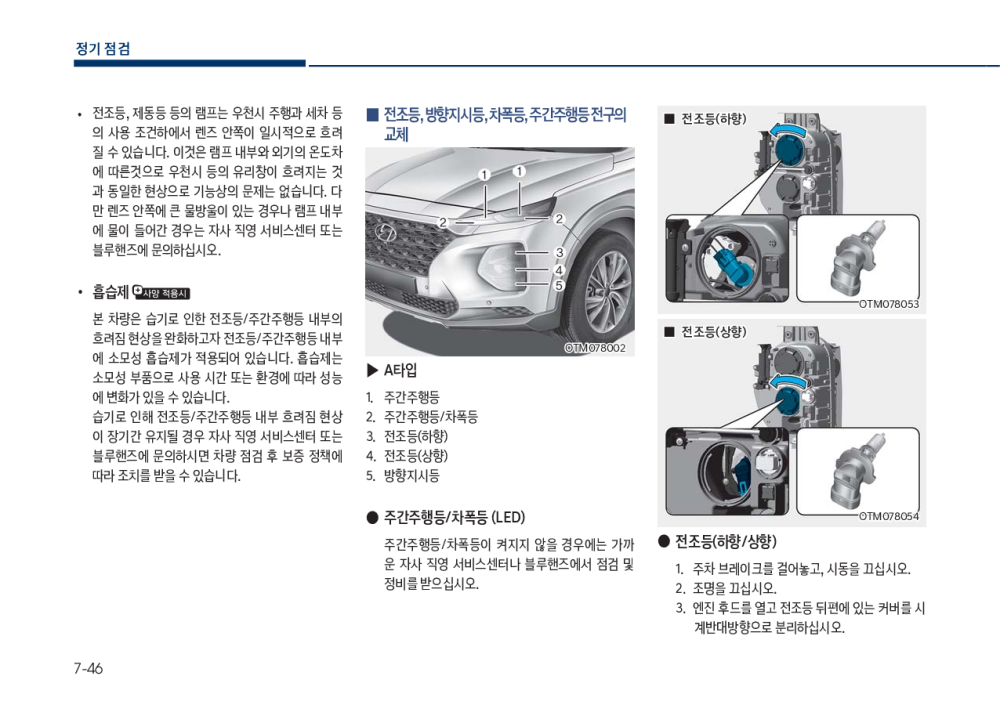 정기 점검
• 전조등, 제동등 등의 램프는 우천시 주행과 세차 등
의 사용 조건하에서 렌즈 안쪽이 일시적으로 흐려
질 수 있습니다. 이것은 램프 내부와 외기의 온도차
에 따른것으로 우천시 등의 유리창이 흐려지는 것
과 동일한 현상으로 기능상의 문제는 없습니다. 다
만 렌즈 안쪽에 큰 물방울이 있는 경우나 램프 내부
에 물이 들어간 경우는 자사 직영 서비스센터 또는
블루핸즈에 문의하십시오.
• 흡습제 사양 적용시
본 차량은 습기로 인한 전조등/주간주행등 내부의
흐려짐 현상을 완화하고자 전조등/주간주행등 내부
에 소모성 흡습제가 적용되어 있습니다. 흡습제는
소모성 부품으로 사용 시간 또는 환경에 따라 성능
에 변화가 있을 수 있습니다.
습기로 인해 전조등/주간주행등 내부 흐려짐 현상
이 장기간 유지될 경우 자사 직영 서비스센터 또는
블루핸즈에 문의하시면 차량 점검 후 보증 정책에
따라 조치를 받을 수 있습니다.
■ 전조등, 방향지시등, 차폭등, 주간주행등 전구의
교체
1 1
2 2
3
4
5
OTM078002
▶ A타입
1. 주간주행등
2. 주간주행등/차폭등
3. 전조등(하향)
4. 전조등(상향)
5. 방향지시등
● 주간주행등/차폭등 (LED)
주간주행등/차폭등이 켜지지 않을 경우에는 가까
운 자사 직영 서비스센터나 블루핸즈에서 점검 및
정비를 받으십시오.
■ 전조등(하향)
OTM078053
■ 전조등(상향)
OTM078054
● 전조등(하향/상향)
1. 주차 브레이크를 걸어놓고, 시동을 끄십시오.
2. 조명을 끄십시오.
3. 엔진 후드를 열고 전조등 뒤편에 있는 커버를 시
계반대방향으로 분리하십시오.
7-46